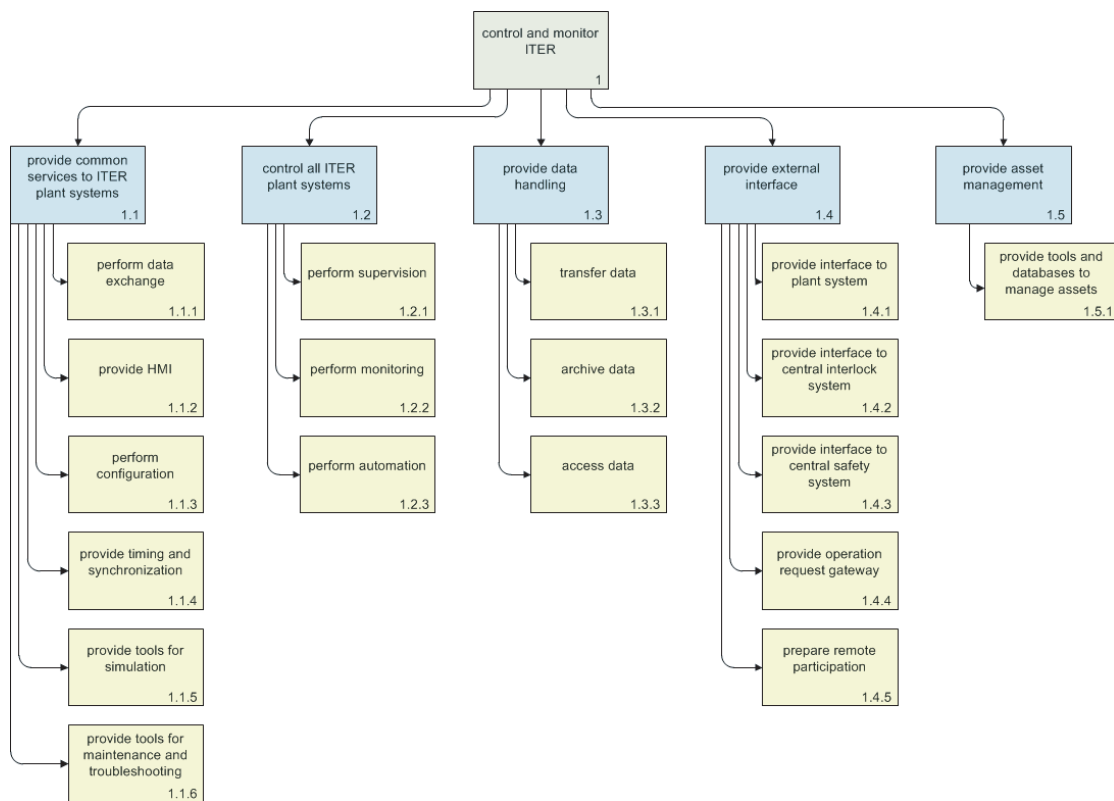 control and monitor
ITER
1
provide common
services to ITER
plant systems
1.1
control all ITER
plant systems
1.2
provide data
handling
1.3
provide external
interface
1.4
provide asset
management
1.5
perform data
exchange
1.1.1
provide HMI
1.1.2
perform
configuration
1.1.3
provide timing and
synchronization
1.1.4
provide tools for
simulation
1.1.5
provide tools for
maintenance and
troubleshooting
1.1.6
perform supervision
1.2.1
perform monitoring
1.2.2
perform automation
1.2.3
transfer data
1.3.1
archive data
1.3.2
access data
1.3.3
provide interface to
plant system
1.4.1
provide interface to
central interlock
system
1.4.2
provide interface to
central safety
system
1.4.3
provide operation
request gateway
1.4.4
prepare remote
participation
1.4.5
provide tools and
databases to
manage assets
1.5.1